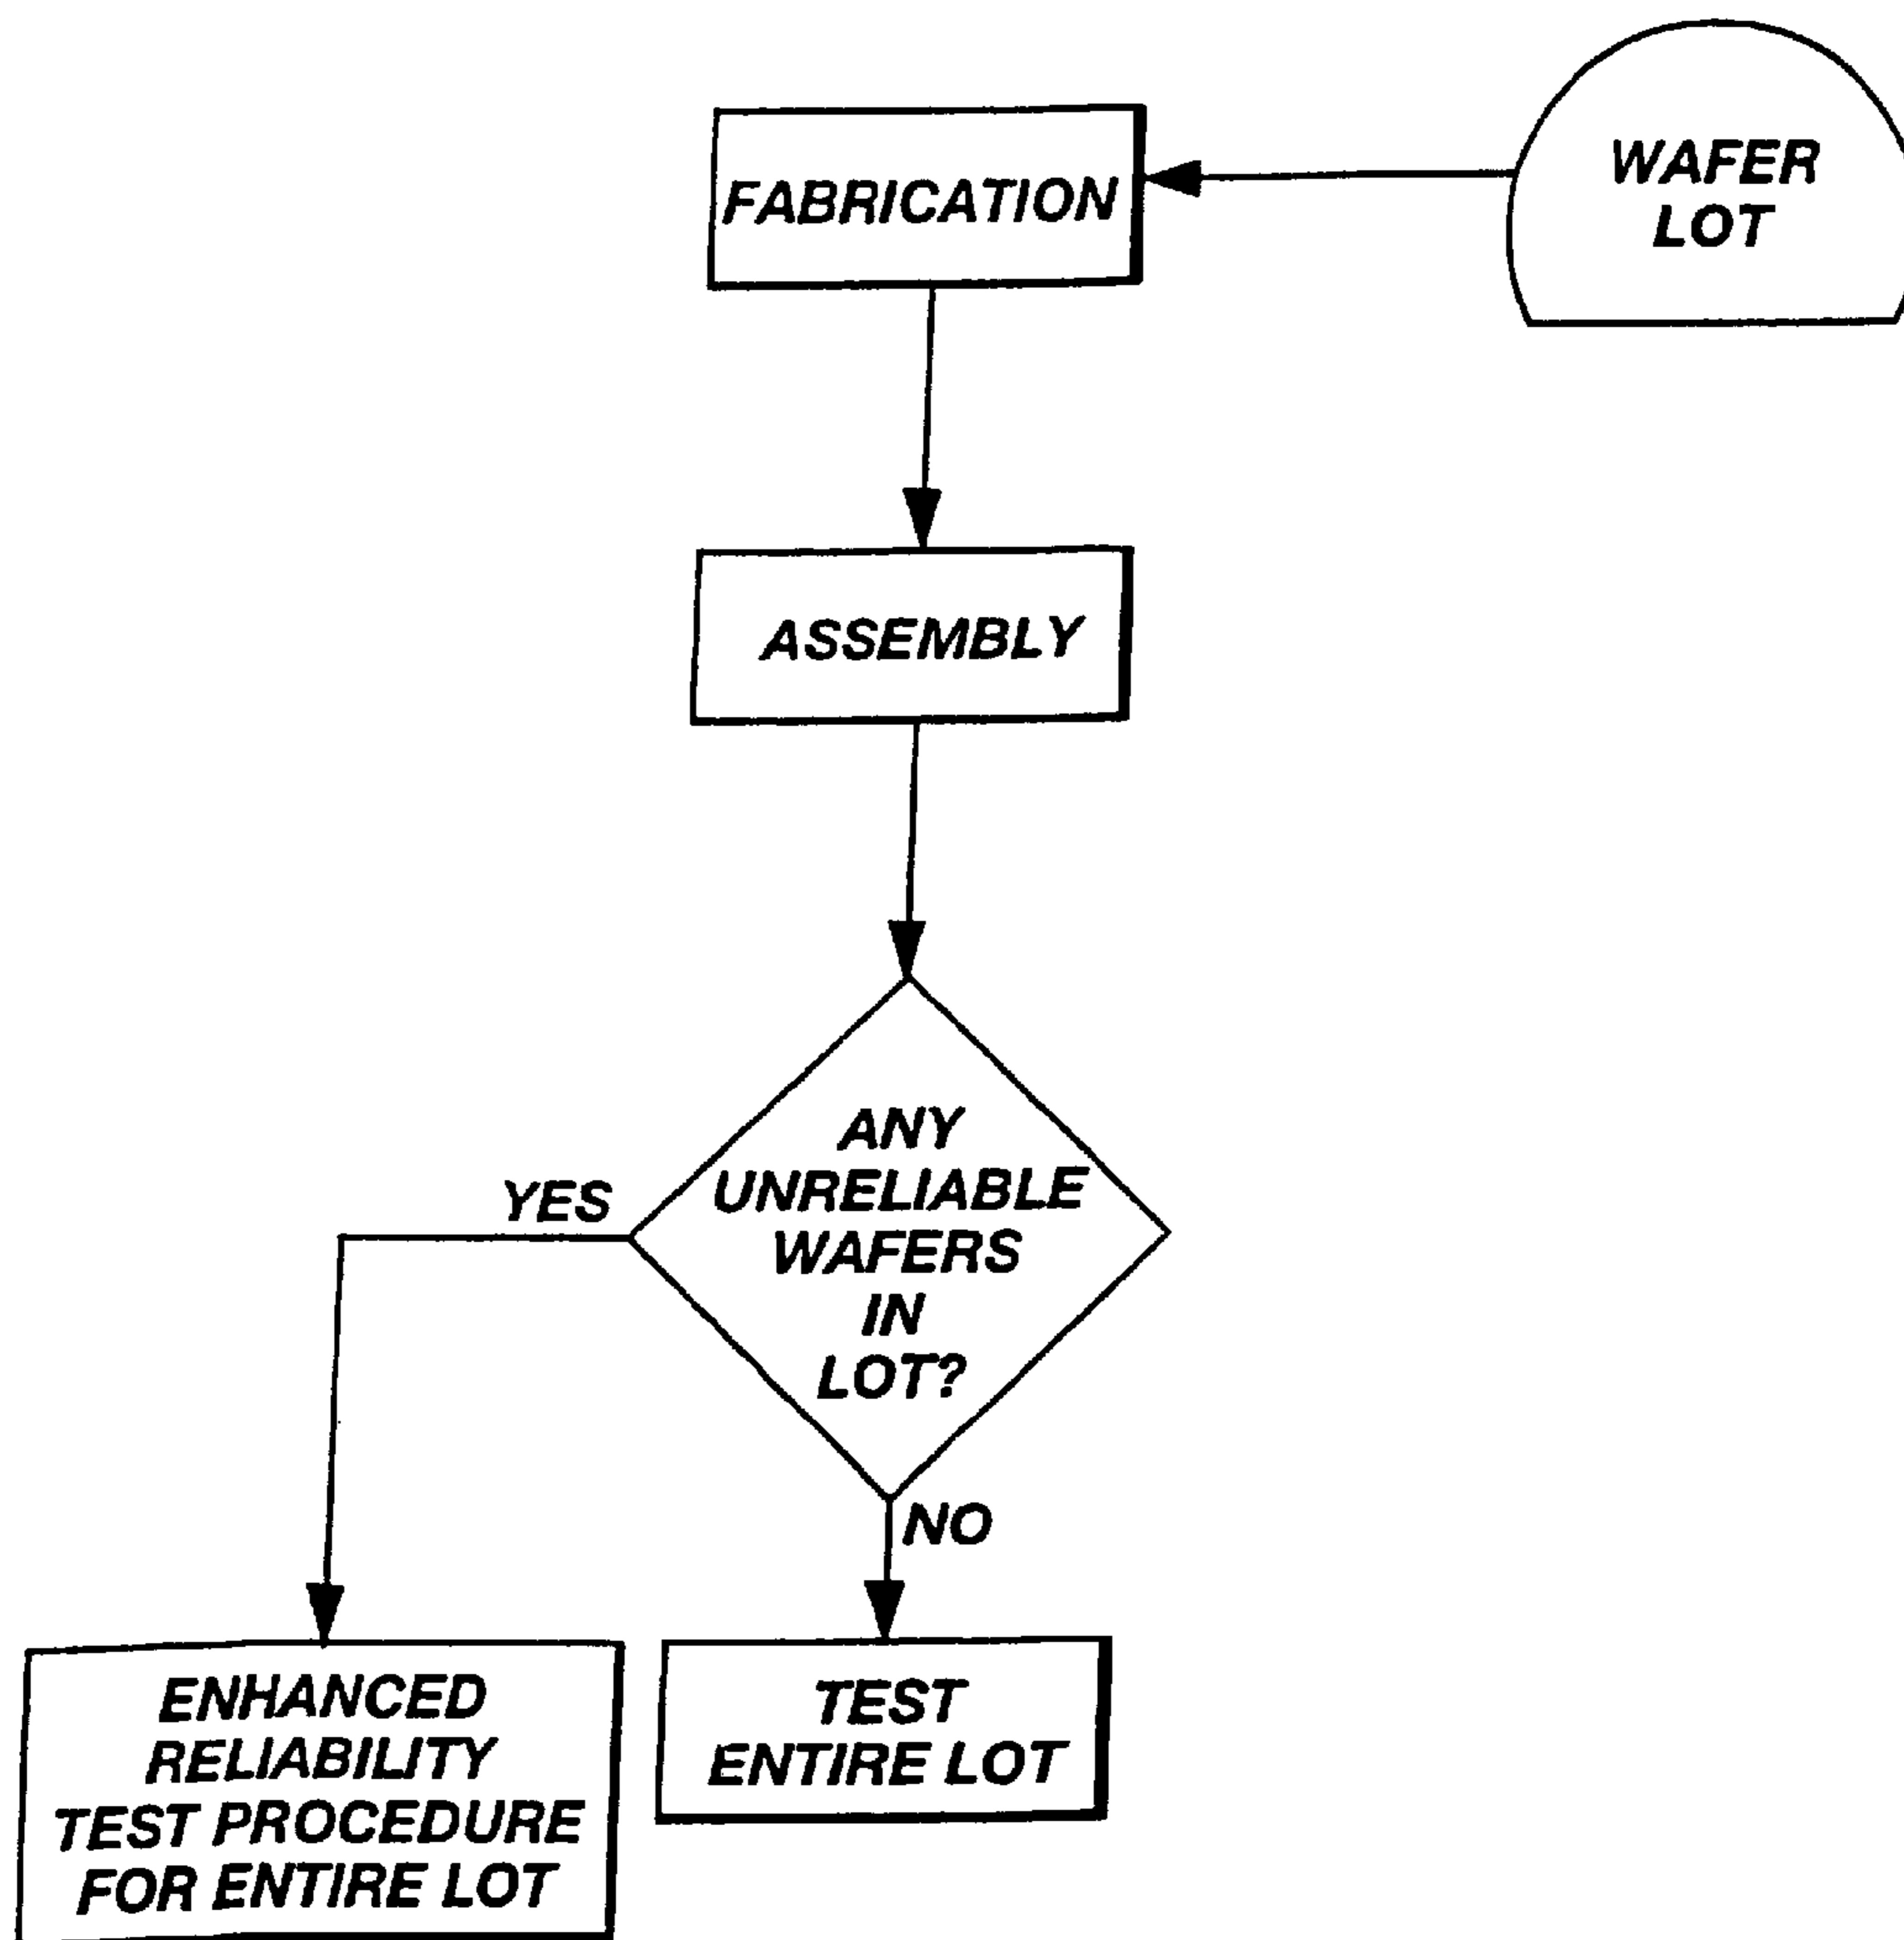 FABRICATION
WAFER
LOT
ASSEMBLY
ANY
UNRELIABLE
WAFERS
IN
LOT?
YES
NO
ENHANCED
RELIABILITY
TEST PROCEDURE
FOR ENTIRE LOT
TEST
ENTIRE LOT